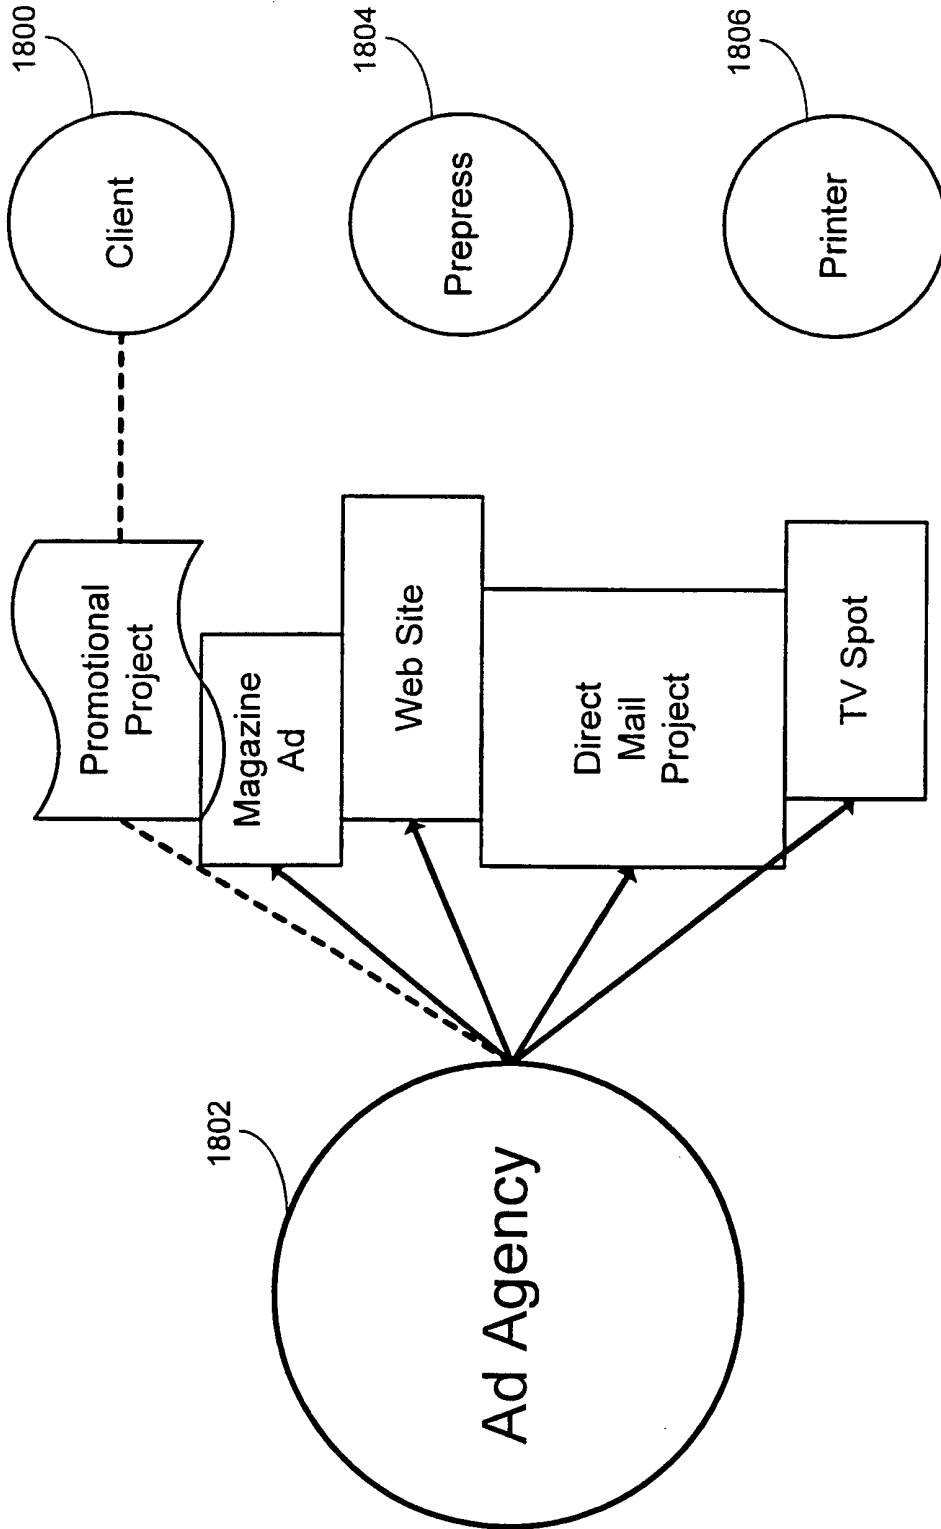 1800
Client
1804
Prepress
1806
Printer
Promotional
Project
Magazine
Ad
Web Site
Direct
Mail
Project
TV Spot
1802
Ad Agency